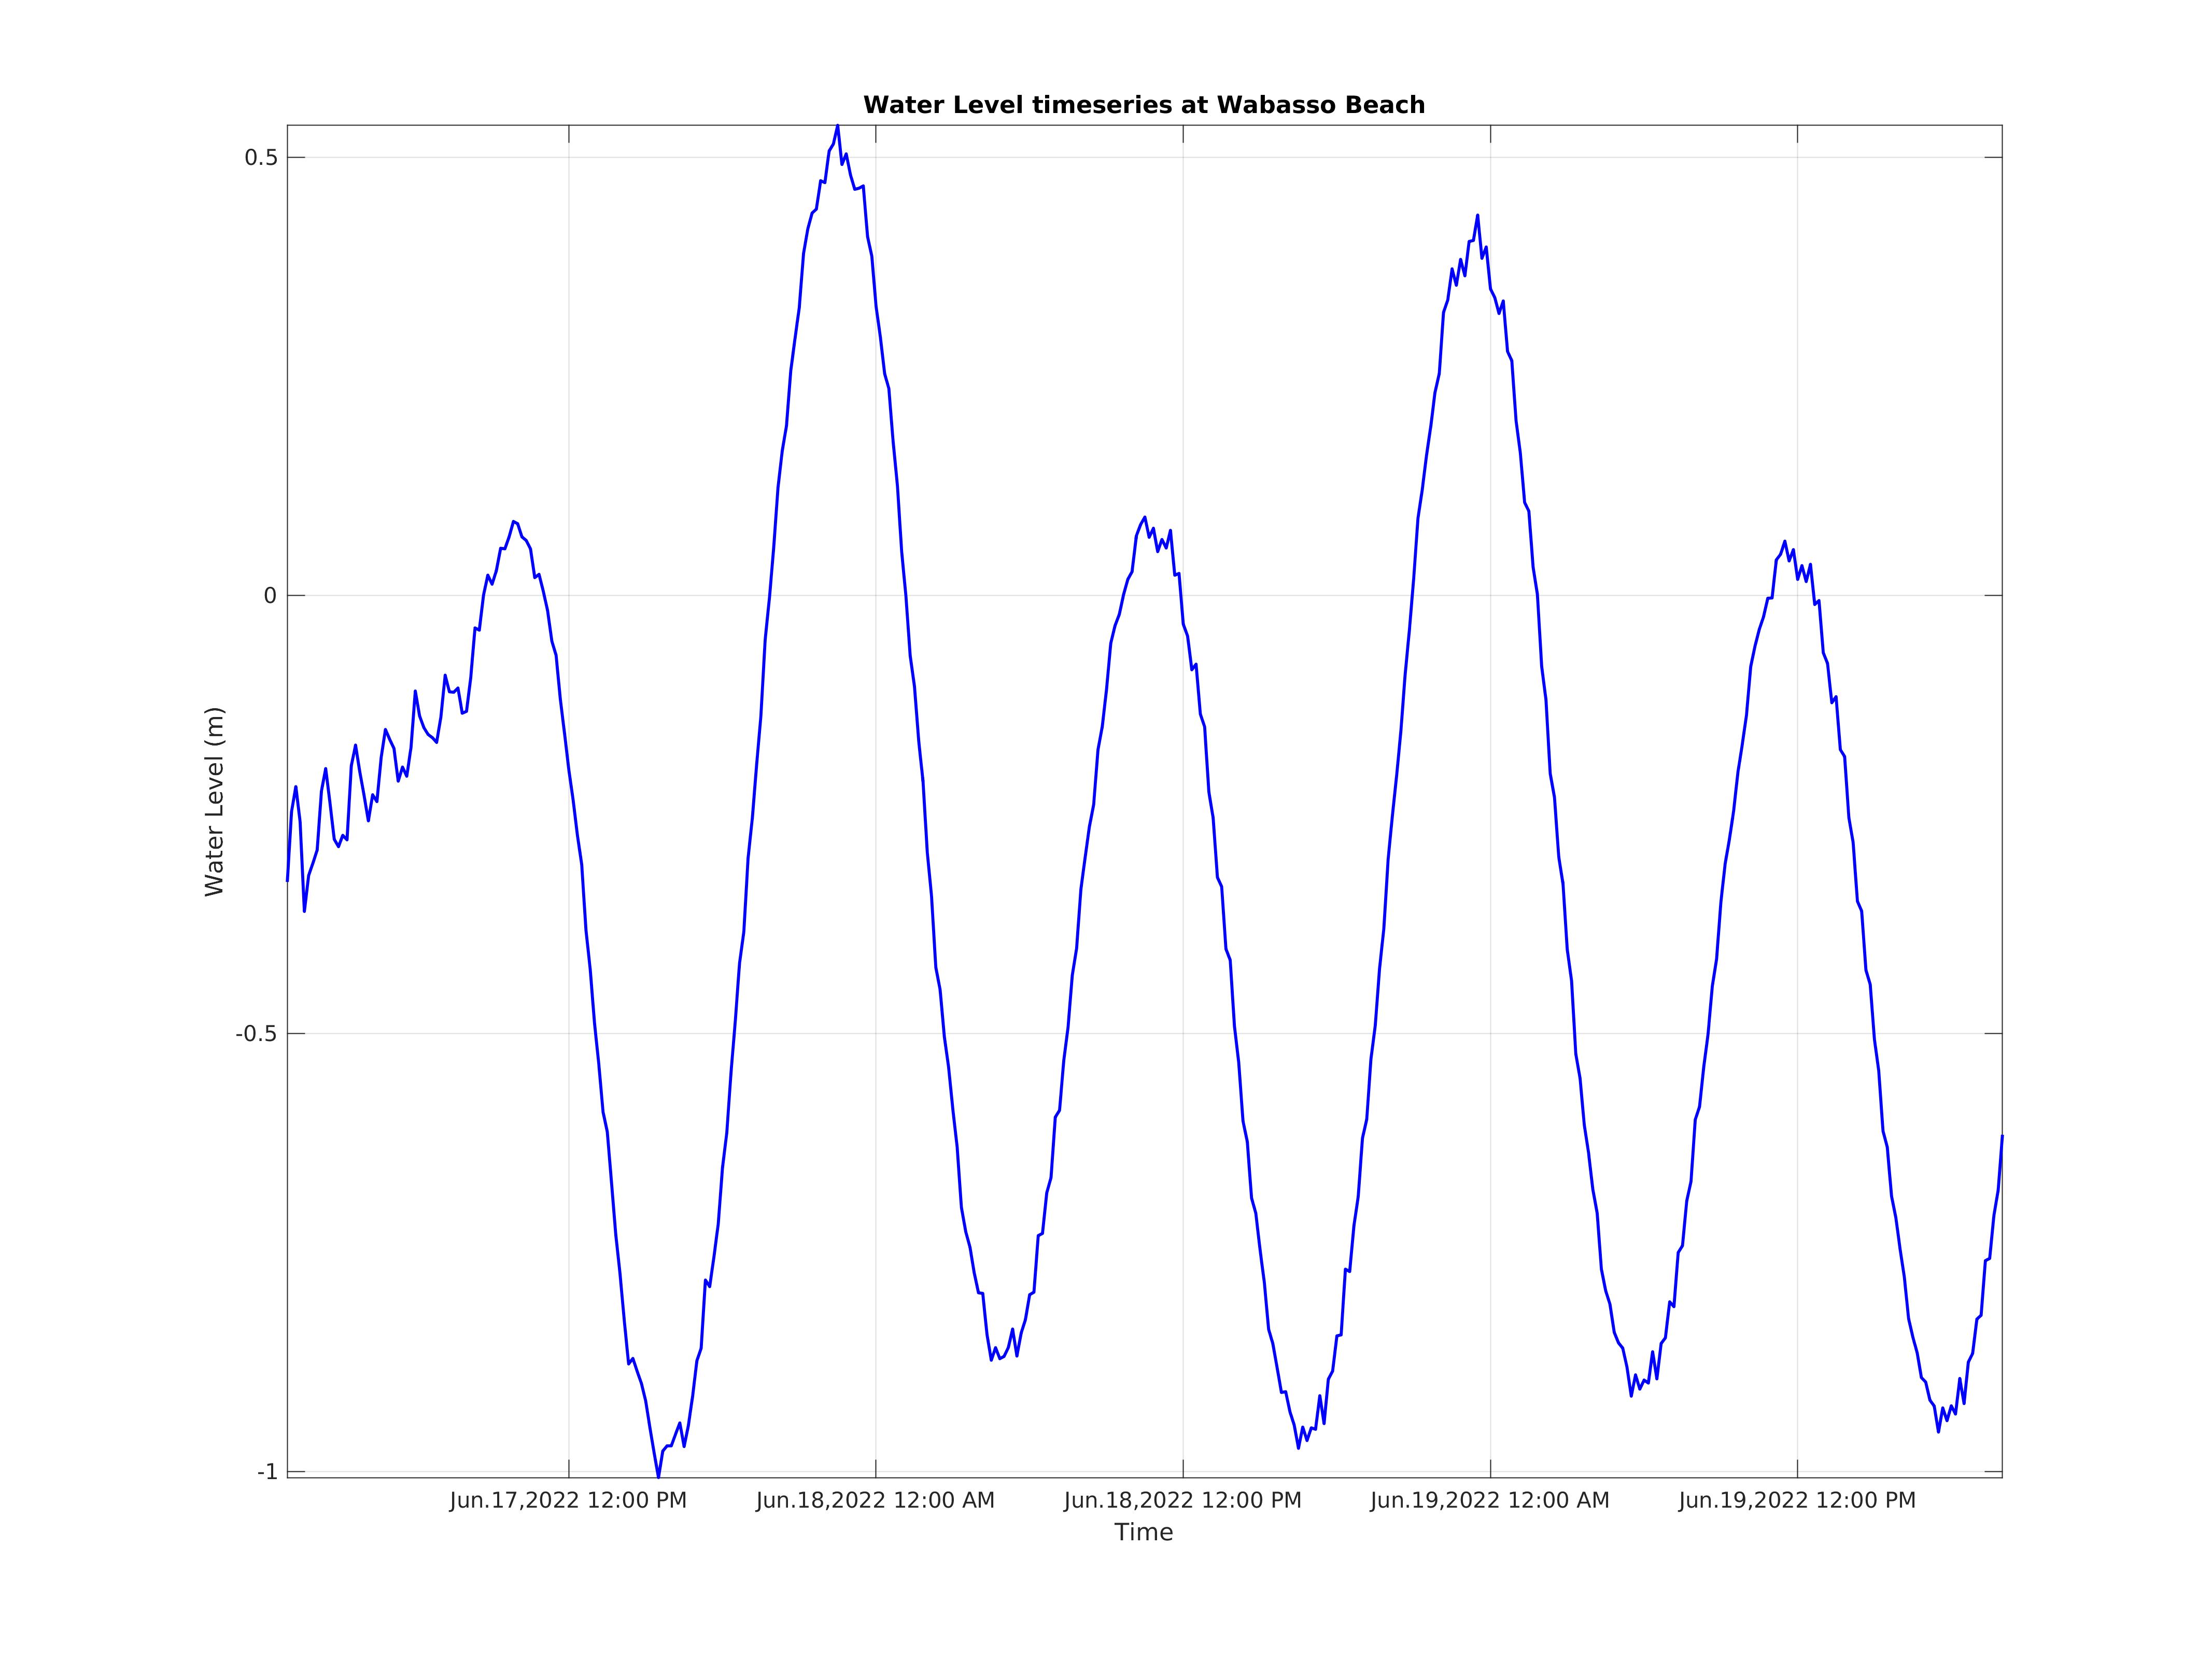 Water Level timeseries at Wabasso Beach
0.5
0
-0.5
-1
Water Level (m)
Jun.17,2022 12:00 PM
Jun.18,2022 12:00 AM
Jun.18,2022 12:00 PM
Jun.19,2022 12:00 AM
Jun.19,2022 12:00 PM
Time